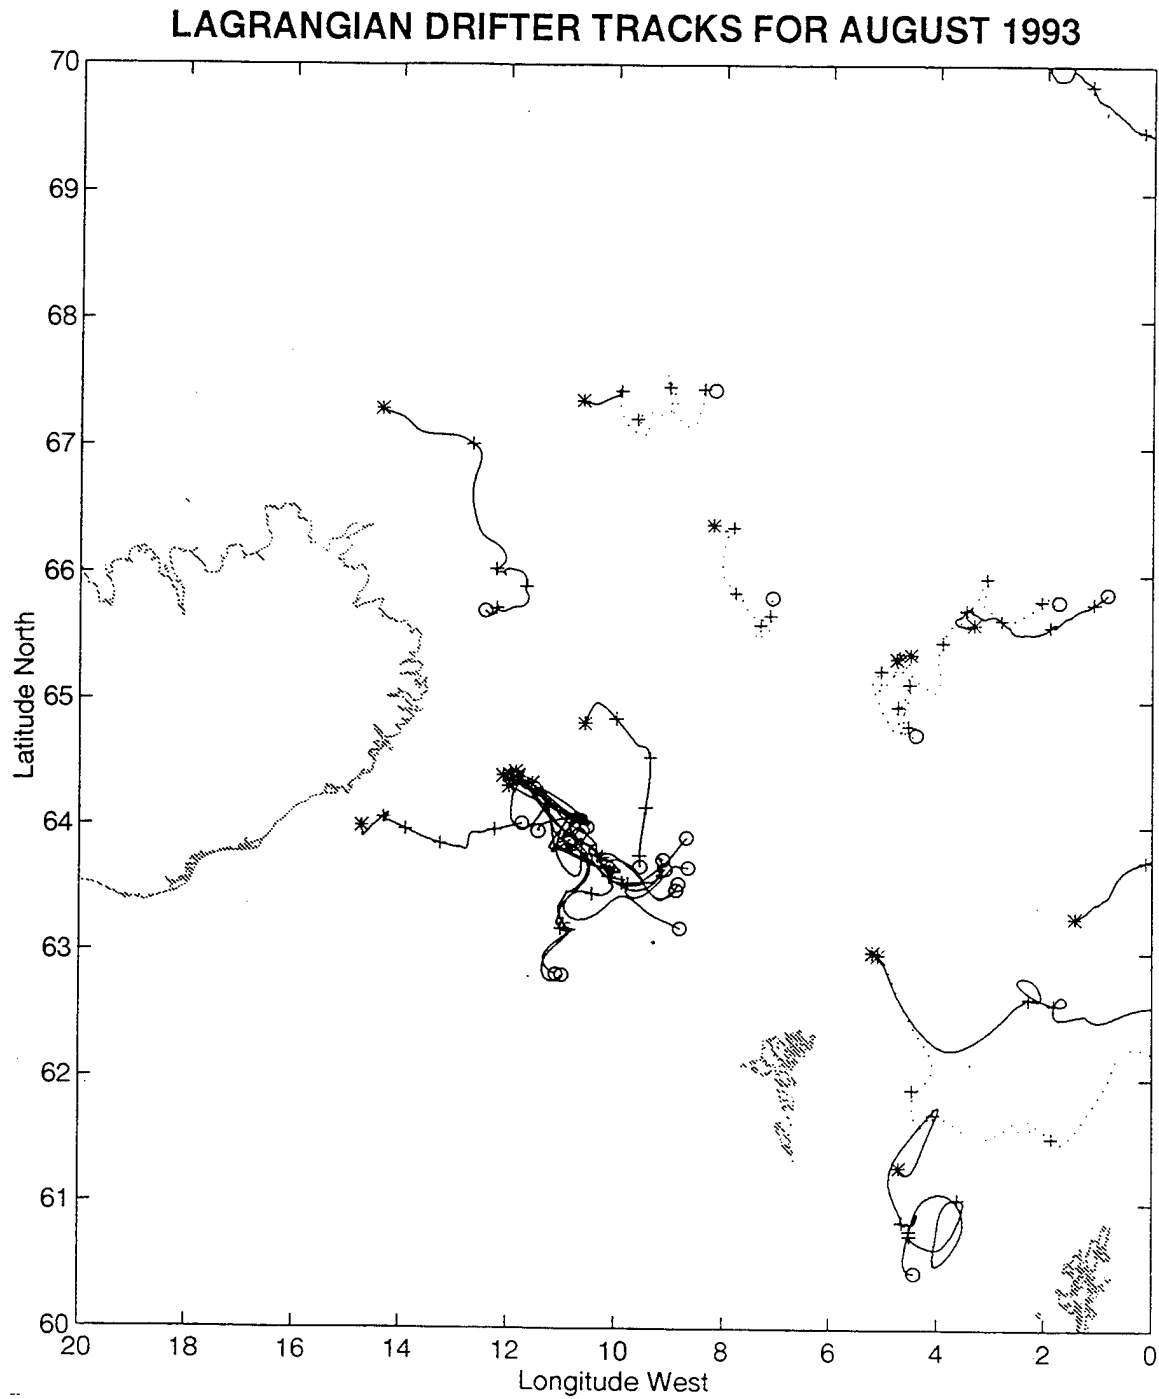 LAGRANGIAN DRIFTER TRACKS FOR AUGUST 1993
70
69
68
67
66
65
64
63
62
61
60
Latitude North
20 18 16 14 12 10 8 6 4 2 0
Longitude West